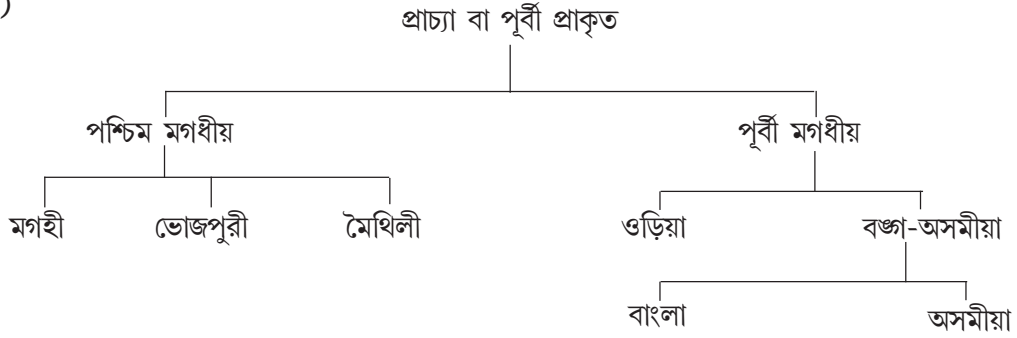 )
প্রাচ্যা বা পূর্বী প্রাকৃত
পশ্চিম মগধীয় পূর্বী মগধীয়
মগহী ভোজপুরী মৈথিলী ওড়িয়া বঙ্গ-অসমীয়া
বাংলা অসমীয়া